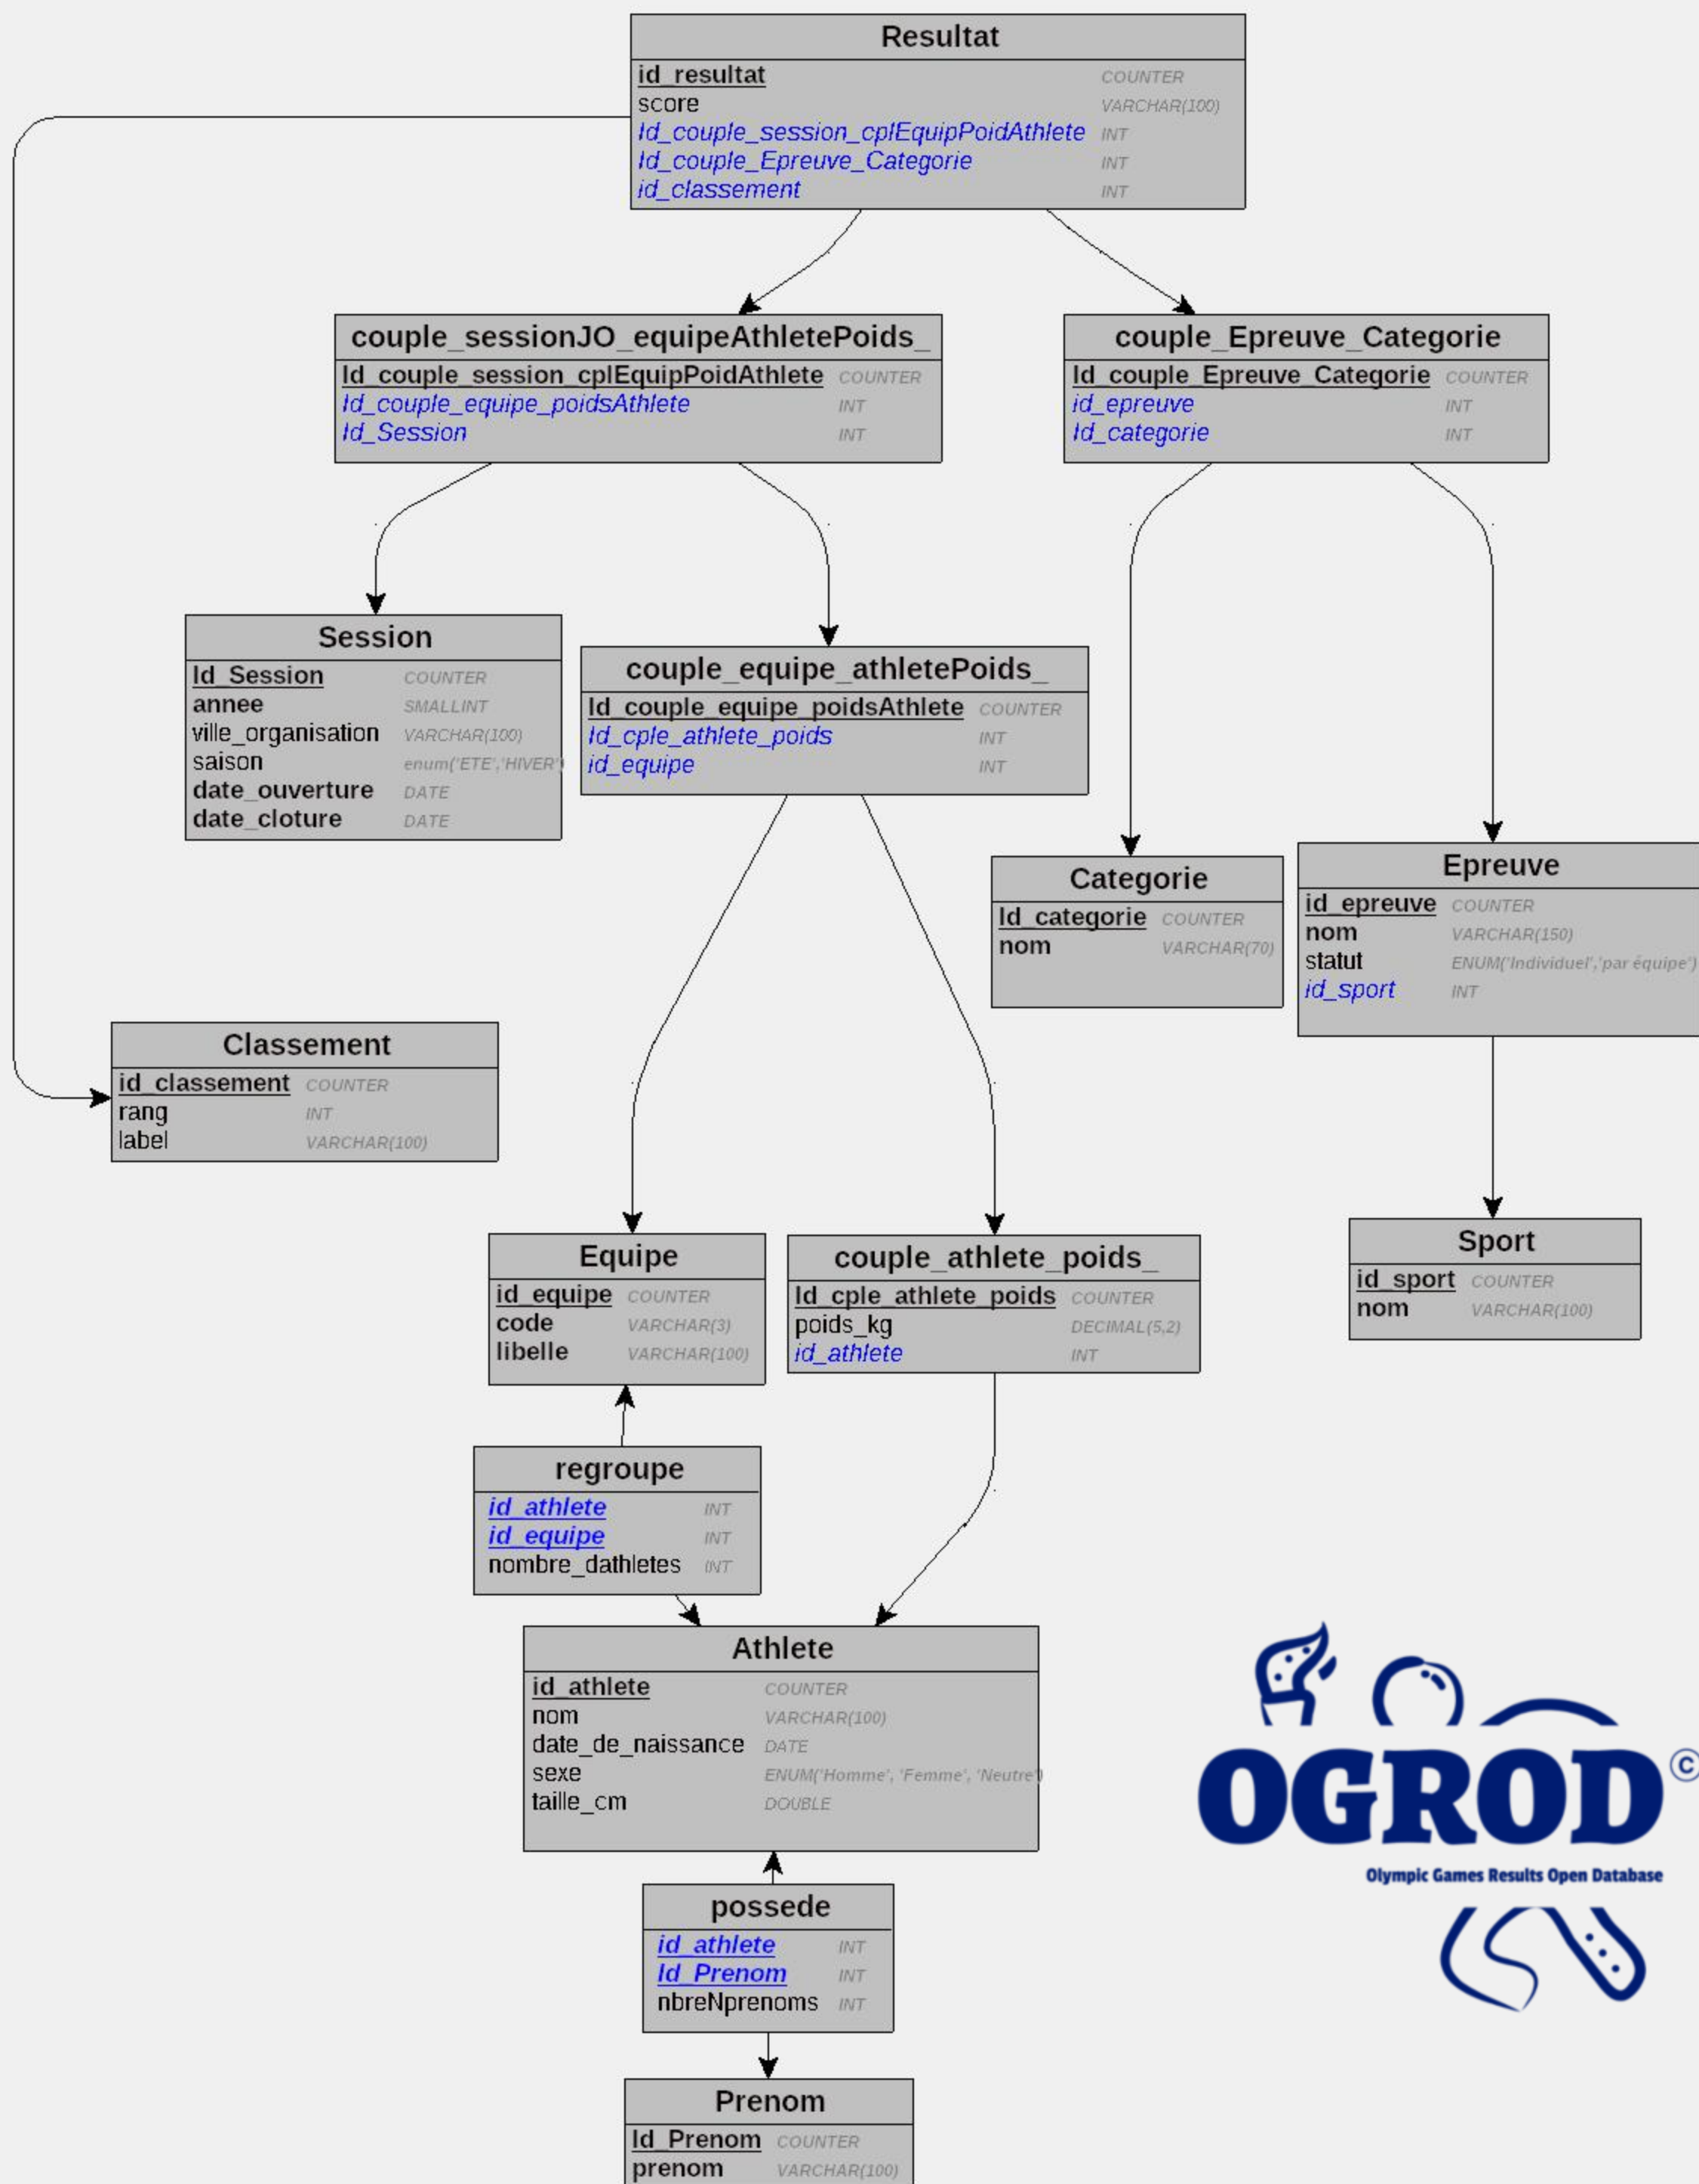 Resultat
id_resultat COUNTER
score VARCHAR(100)
Id_couple_session_cplEquipPoidAthlete INT
Id_couple_Epreuve_Categorie INT
id_classement INT
couple_sessionJO_equipeAthletePoids_
Id_couple_session_cplEquipPoidAthlete COUNTER
Id_couple_equipe_poidsAthlete INT
Id_Session INT
couple_Epreuve_Categorie
Id_couple_Epreuve_Categorie COUNTER
id_epreuve INT
Id_categorie INT
Session
Id_Session COUNTER
annee SMALLINT
ville_organisation VARCHAR(100)
saison enum('ETE','HIVER')
date_ouverture DATE
date_cloture DATE
couple_equipe_athletePoids_
Id_couple_equipe_poidsAthlete COUNTER
Id_cple_athlete_poids INT
id_equipe INT
Categorie
Id_categorie COUNTER
nom VARCHAR(70)
Epreuve
id_epreuve COUNTER
nom VARCHAR(150)
statut ENUM('Individuel','par équipe')
id_sport INT
Classement
id_classement COUNTER
rang INT
label VARCHAR(100)
Equipe
id_equipe COUNTER
code VARCHAR(3)
libelle VARCHAR(100)
couple_athlete_poids_
Id_cple_athlete_poids COUNTER
poids_kg DECIMAL(5,2)
id_athlete INT
Sport
id_sport COUNTER
nom VARCHAR(100)
regroupe
id_athlete INT
id_equipe INT
nombre_dathletes INT
Athlete
id_athlete COUNTER
nom VARCHAR(100)
date_de_naissance DATE
sexe ENUM('Homme', 'Femme', 'Neutre')
taille_cm DOUBLE
OGROD©
Olympic Games Results Open Database
possede
id_athlete INT
Id_Prenom INT
nbreNprenoms INT
Prenom
Id_Prenom COUNTER
prenom VARCHAR(100)